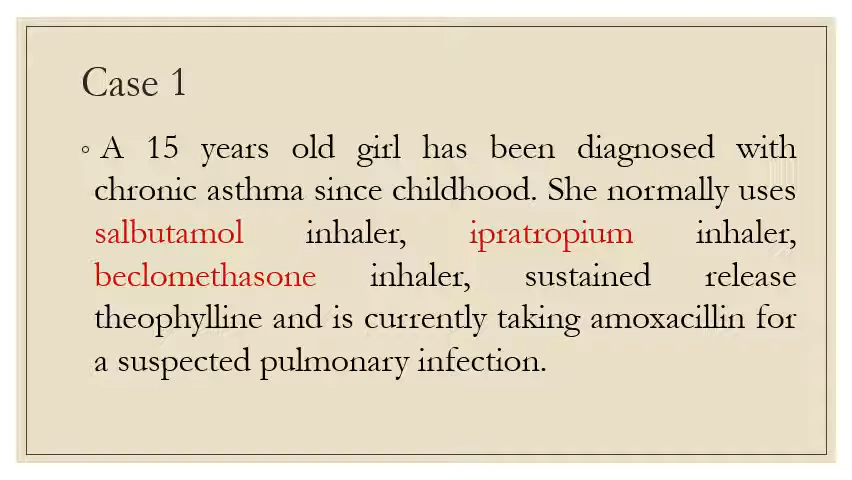 Case 1
◦ A 15 years old girl has been diagnosed with
chronic asthma since childhood. She normally uses
salbutamol inhaler, ipratropium inhaler,
beclomethasone inhaler, sustained release
theophylline and is currently taking amoxacillin for
a suspected pulmonary infection.